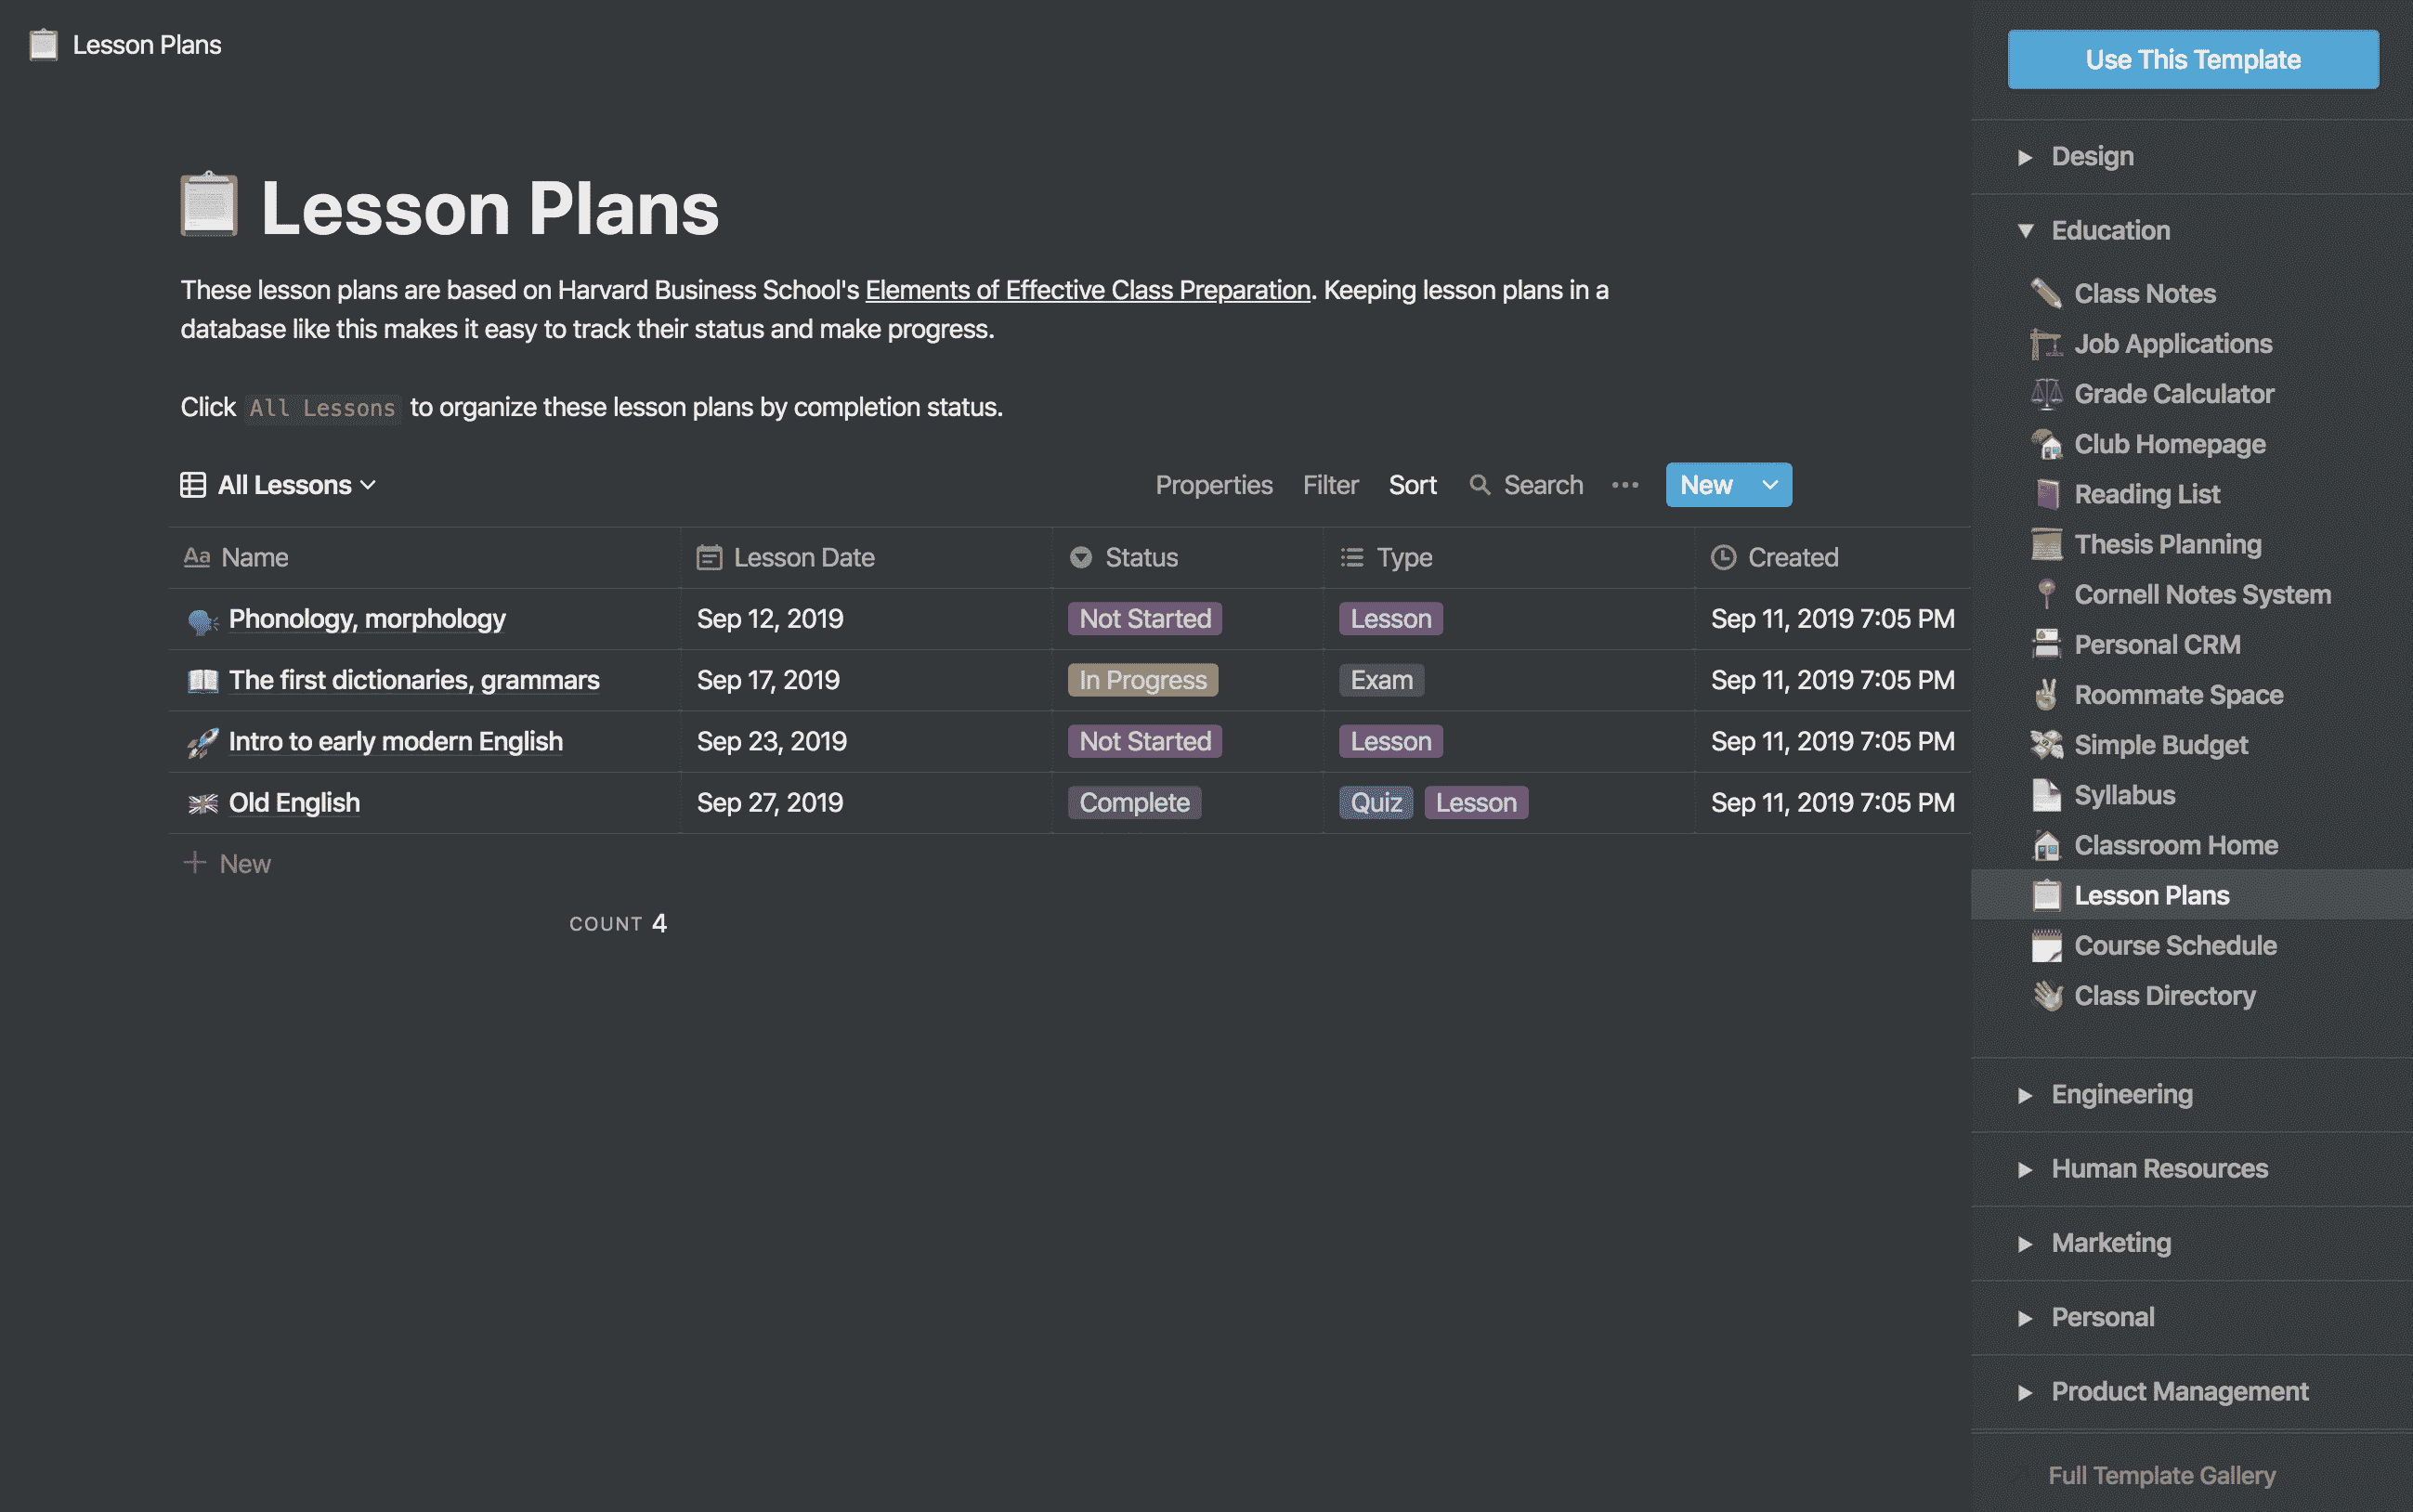 Lesson Plans
Lesson Plans
These lesson plans are based on Harvard Business School's Elements of Effective Class Preparation. Keeping lesson plans in a
database like this makes it easy to track their status and make progress.
Click All Lessons to organize these lesson plans by completion status.
All Lessons Properties Filter Sort Search New
Aa Name Lesson Date Status Type Created
Phonology, morphology Sep 12, 2019 Not Started Lesson Sep 11, 2019 7:05 PM
The first dictionaries, grammars Sep 17, 2019 In Progress Exam Sep 11, 2019 7:05 PM
Intro to early modern English Sep 23, 2019 Not Started Lesson Sep 11, 2019 7:05 PM
Old English Sep 27, 2019 Complete Quiz Lesson Sep 11, 2019 7:05 PM
New
COUNT 4
Use This Template
Design
Education
Class Notes
Job Applications
Grade Calculator
Club Homepage
Reading List
Thesis Planning
Cornell Notes System
Personal CRM
Roommate Space
Simple Budget
Syllabus
Classroom Home
Lesson Plans
Course Schedule
Class Directory
Engineering
Human Resources
Marketing
Personal
Product Management
Full Template Gallery